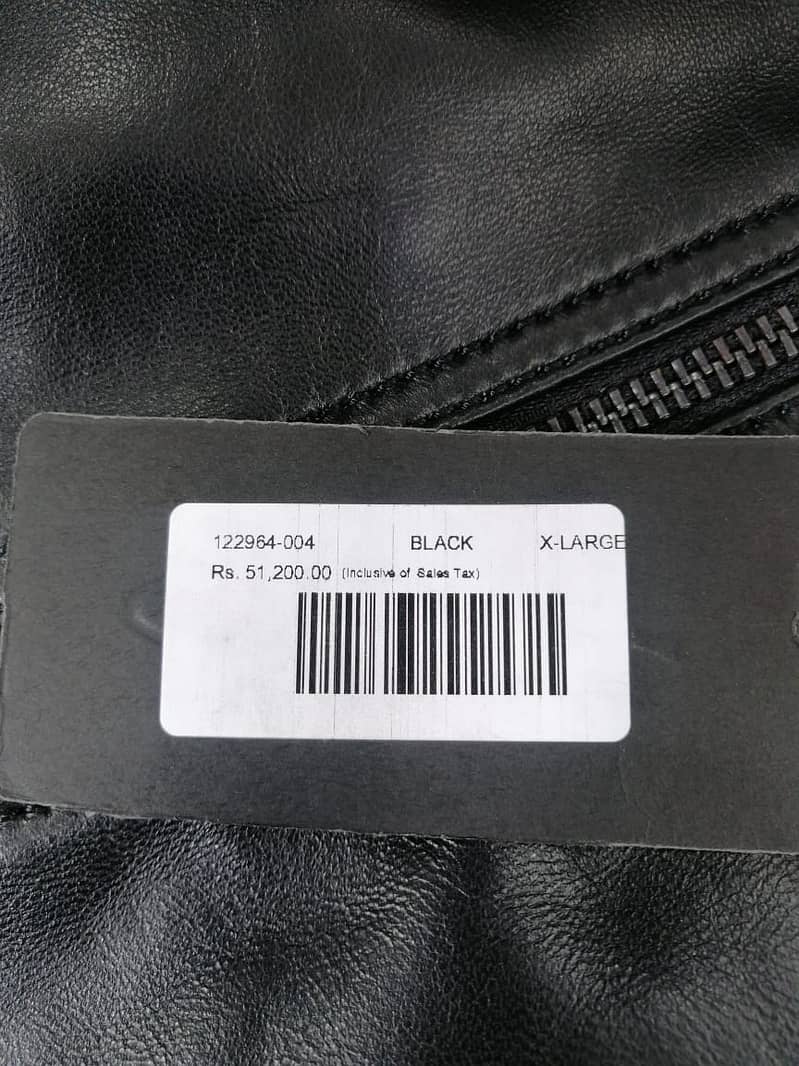 122964-004 BLACK X-LARGE
Rs. 51,200.00 (Inclusive of Sales Tax)